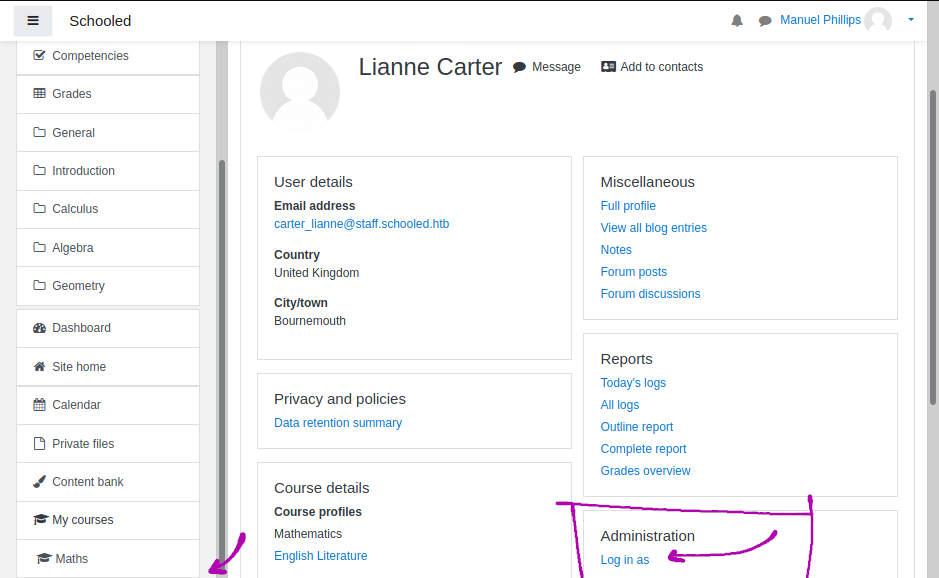 Schooled
Manuel Phillips
Competencies
Grades
General
Introduction
Calculus
Algebra
Geometry
Dashboard
Site home
Calendar
Private files
Content bank
My courses
Maths
Lianne Carter
Message
Add to contacts
User details
Email address
carter_lianne@staff.schooled.htb
Country
United Kingdom
City/town
Bournemouth
Privacy and policies
Data retention summary
Course details
Course profiles
Mathematics
English Literature
Miscellaneous
Full profile
View all blog entries
Notes
Forum posts
Forum discussions
Reports
Today's logs
All logs
Outline report
Complete report
Grades overview
Administration
Log in as